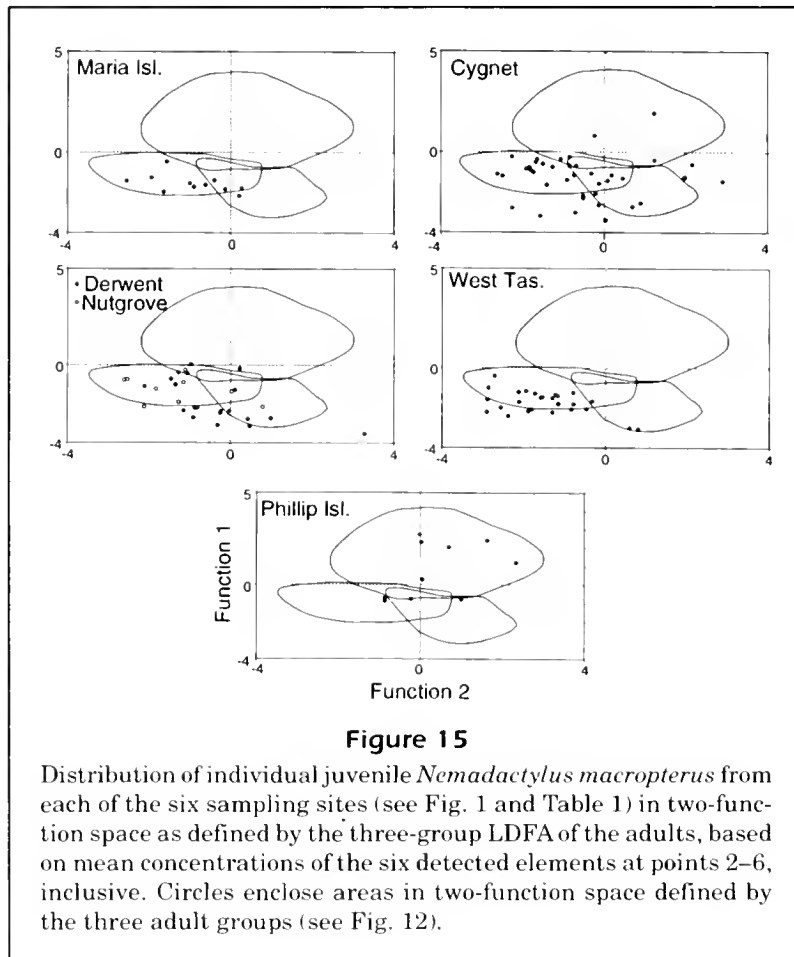 Maria Isl.
Cygnet
5
0
-4
-4
0
4
5
0
-4
-4
0
4
• Derwent
◦ Nutgrove
West Tas.
5
0
-4
-4
0
4
5
0
-4
-4
0
4
Phillip Isl.
5
0
-4
-4
0
4
Function 1
Function 2
Figure 15
Distribution of individual juvenile Nemadactylus macropterus from
each of the six sampling sites (see Fig. 1 and Table 1) in two-func-
tion space as defined by the three-group LDFA of the adults, based
on mean concentrations of the six detected elements at points 2–6,
inclusive. Circles enclose areas in two-function space defined by
the three adult groups (see Fig. 12).